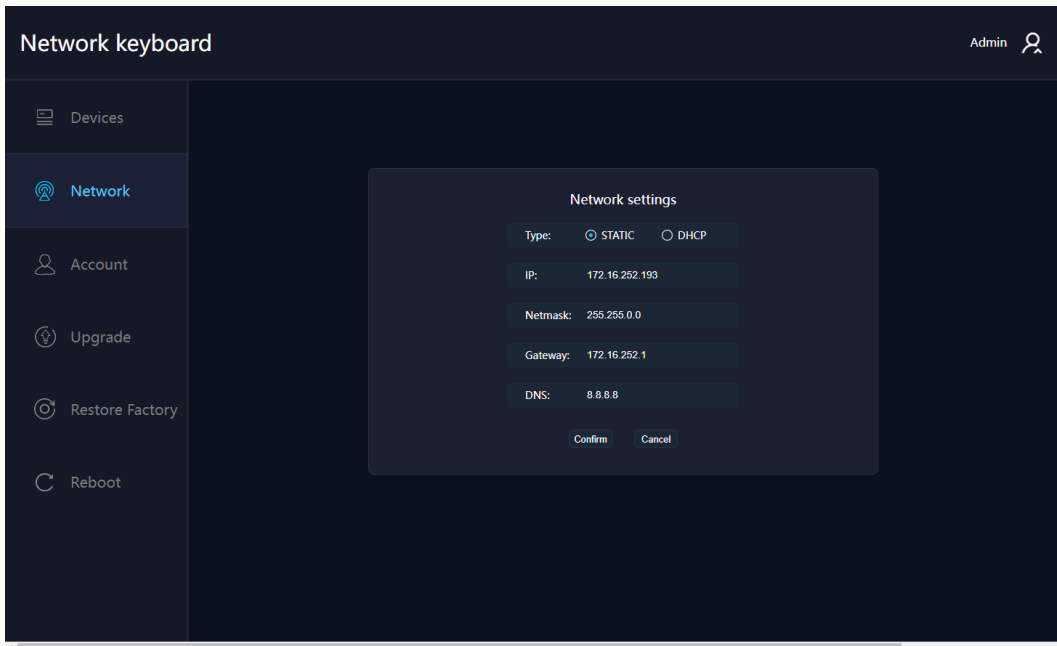 Network keyboard
Admin
Devices
Network
Account
Upgrade
Restore Factory
Reboot
Network settings
Type: STATIC DHCP
IP: 172.16.252.193
Netmask: 255.255.0.0
Gateway: 172.16.252.1
DNS: 8.8.8.8
Confirm Cancel